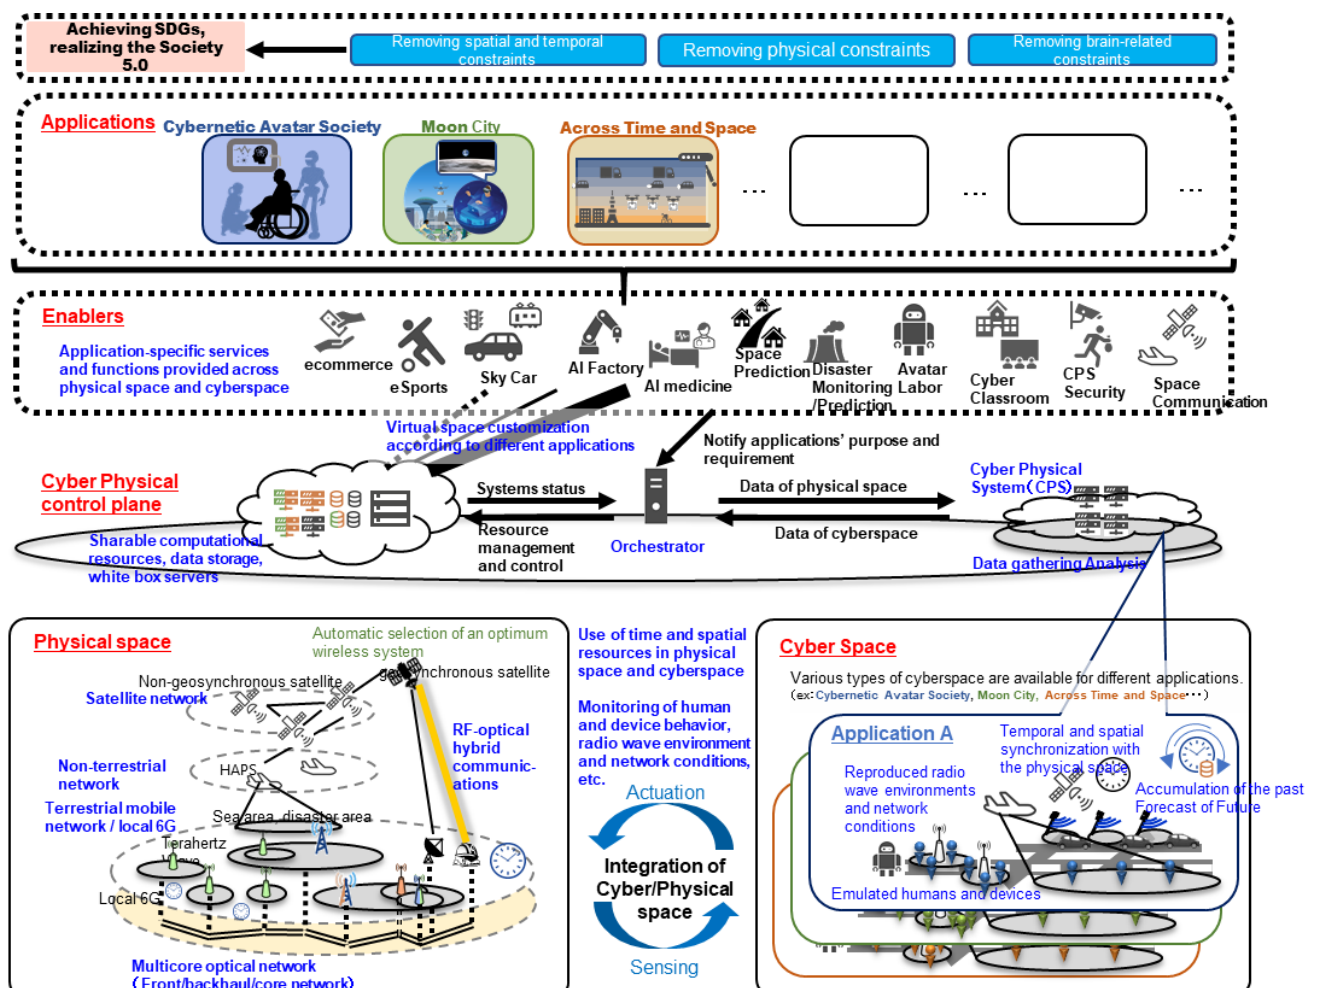 Achieving SDGs,
realizing the Society
5.0
Removing spatial and temporal
constraints
Removing physical constraints
Removing brain-related
constraints
Applications
Cybernetic Avatar Society
Moon City
Across Time and Space
...
...
...
Enablers
Application-specific services
and functions provided across
physical space and cyberspace
ecommerce
eSports
Sky Car
AI Factory
AI medicine
Space
Prediction
Disaster
Monitoring
/Prediction
Avatar
Labor
Cyber
Classroom
CPS
Security
Space
Communication
Virtual space customization
according to different applications
Notify applications' purpose and
requirement
Cyber Physical
control plane
Sharable computational
resources, data storage,
white box servers
Systems status
Resource
management
and control
Orchestrator
Data of physical space
Data of cyberspace
Cyber Physical
System(CPS)
Data gathering Analysis
Physical space
Automatic selection of an optimum
wireless system
geosynchronous satellite
Non-geosynchronous satellite
Satellite network
RF-optical
hybrid
communic-
ations
Non-terrestrial
network
HAPS
Terrestrial mobile
network / local 6G
Sea area, disaster area
Terahertz
Wave
Local 6G
Multicore optical network
(Front/backhaul/core network)
Use of time and spatial
resources in physical
space and cyberspace
Monitoring of human
and device behavior,
radio wave environment
and network conditions,
etc.
Actuation
Integration of
Cyber/Physical
space
Sensing
Cyber Space
Various types of cyberspace are available for different applications.
(ex: Cybernetic Avatar Society, Moon City, Across Time and Space･･･)
Application A
Temporal and spatial
synchronization with
the physical space
Reproduced radio
wave environments
and network
conditions
Accumulation of the past
Forecast of Future
Emulated humans and devices